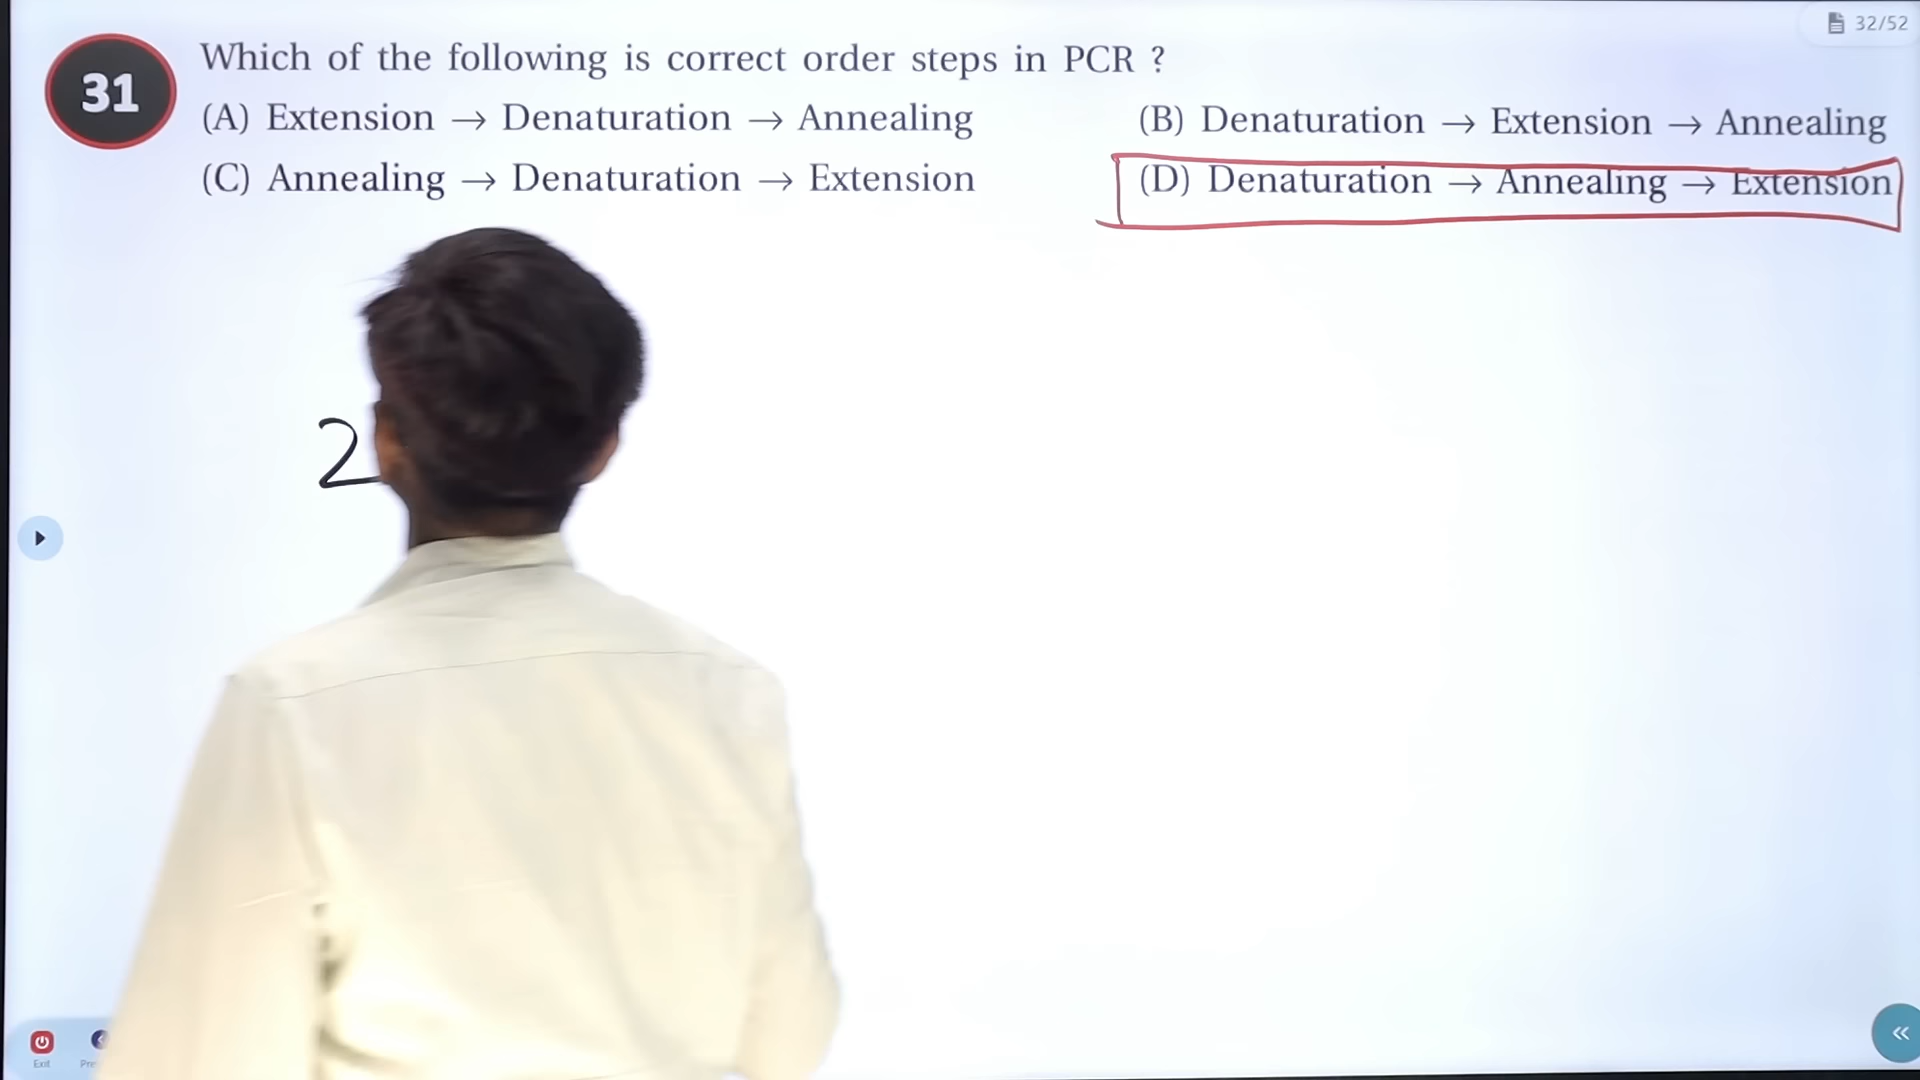 32/52
31 Which of the following is correct order steps in PCR ?
(A) Extension → Denaturation → Annealing (B) Denaturation → Extension → Annealing
(C) Annealing → Denaturation → Extension (D) Denaturation → Annealing → Extension
2
Exit